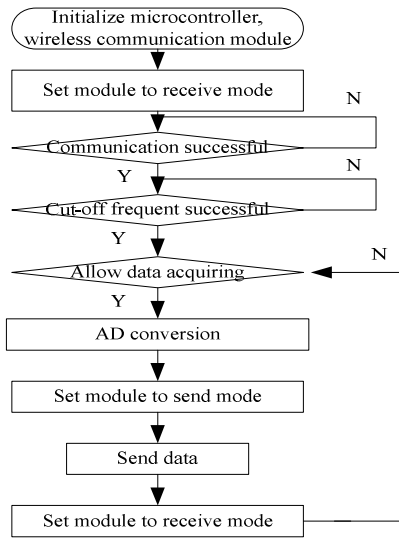 Initialize microcontroller,
wireless communication module
Set module to receive mode
N
Communication successful
N
Y
Cut-off frequent successful
Y
N
Allow data acquiring
Y
AD conversion
Set module to send mode
Send data
Set module to receive mode